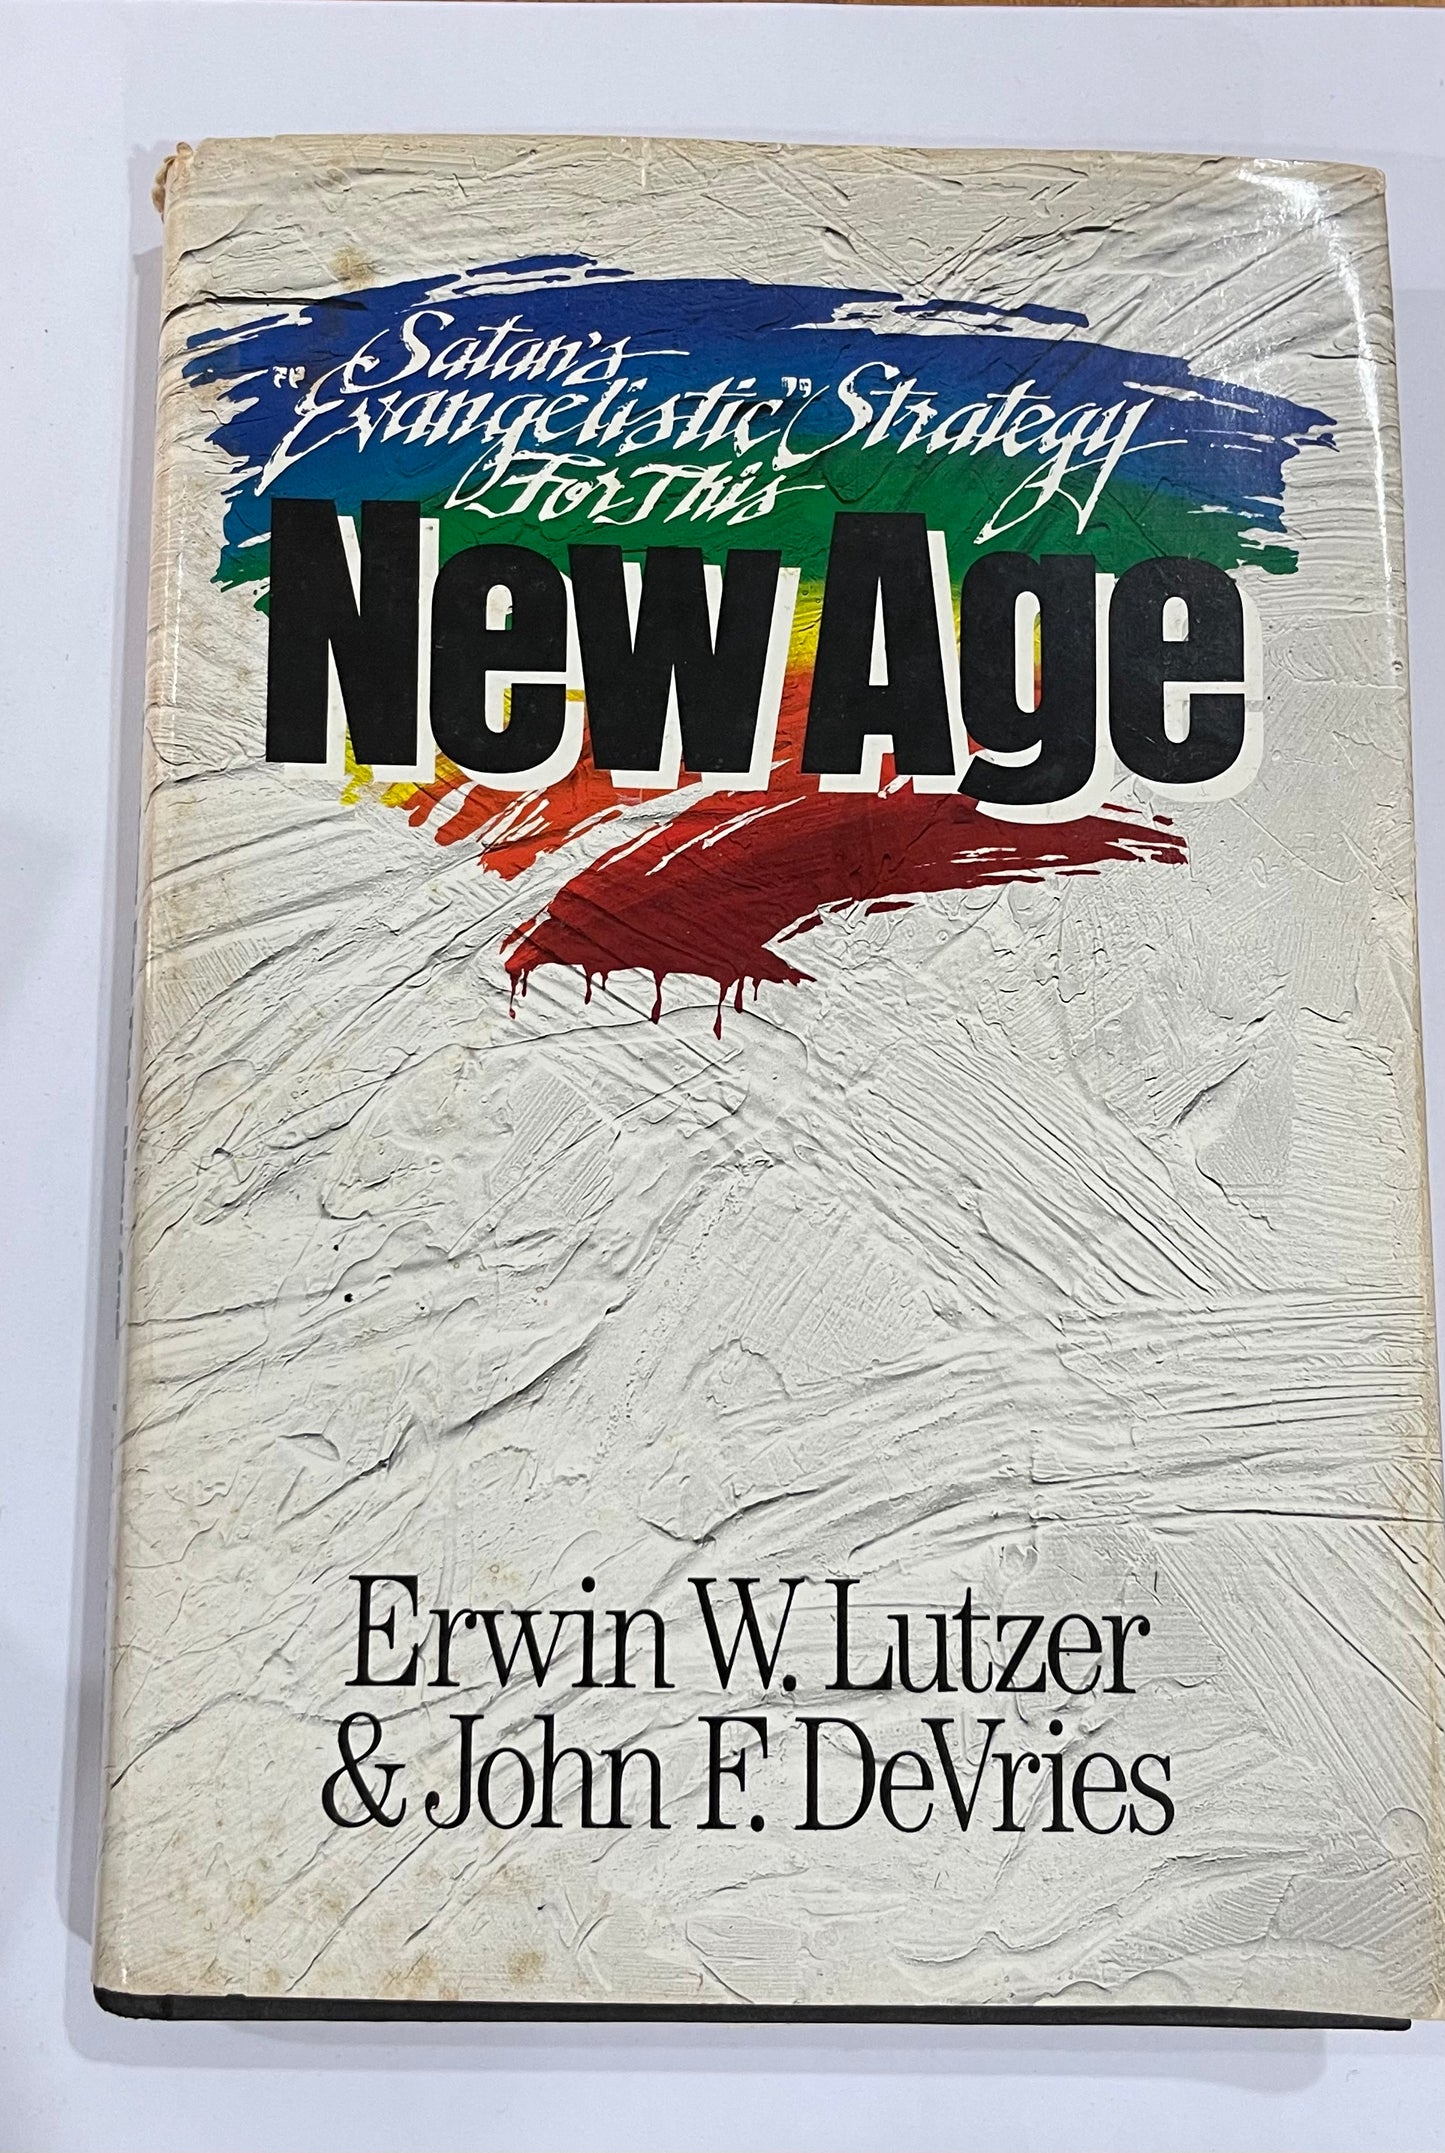 Satan's
"Evangelistic" Strategy
For This
New Age
Erwin W. Lutzer
& John F. DeVries